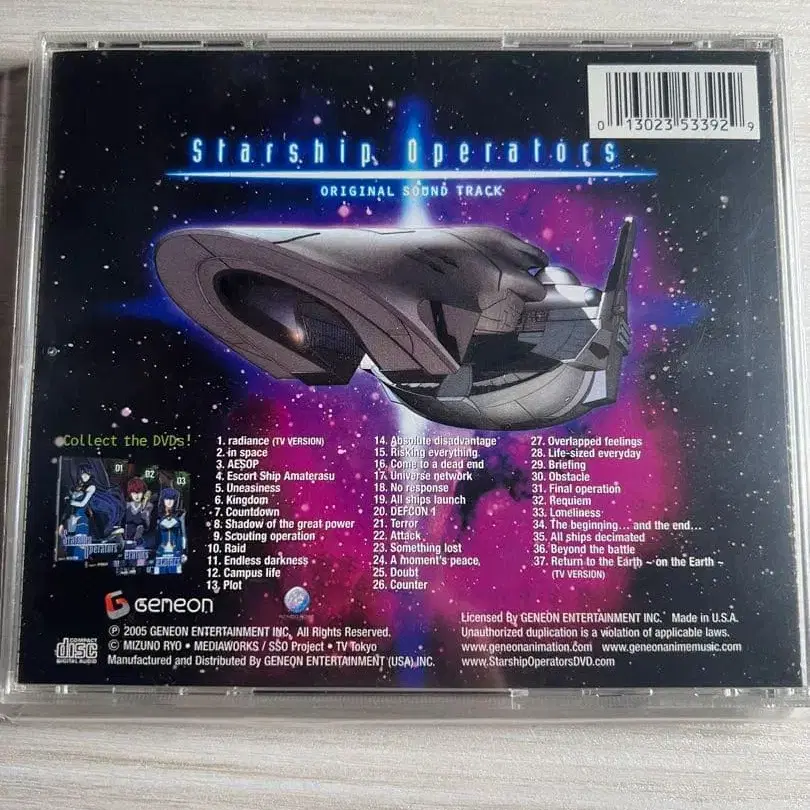 0 13023 53392 9
Starship Operators
ORIGINAL SOUND TRACK
Collect the DVDs!
01
02
03
1. radiance (TV VERSION)
2. in space
3. AESOP
4. Escort Ship Amaterasu
5. Uneasiness
6. Kingdom
7. Countdown
8. Shadow of the great power
9. Scouting operation
10. Raid
11. Endless darkness
12. Campus life
13. Plot
14. Absolute disadvantage
15. Risking everything
16. Come to a dead end
17. Universe network
18. No response
19. All ships launch
20. DEFCON 1
21. Terror
22. Attack
23. Something lost
24. A moment's peace
25. Doubt
26. Counter
27. Overlapped feelings
28. Life-sized everyday
29. Briefing
30. Obstacle
31. Final operation
32. Requiem
33. Loneliness
34. The beginning... and the end...
35. All ships decimated
36. Beyond the battle
37. Return to the Earth ~ on the Earth ~
(TV VERSION)
GENEON
COMPACT
disc
DIGITAL AUDIO
℗ 2005 GENEON ENTERTAINMENT INC. All Rights Reserved.
© MIZUNO RYO • MEDIAWORKS / SSO Project • TV Tokyo
Manufactured and Distributed By GENEON ENTERTAINMENT (USA) INC.
Licensed By GENEON ENTERTAINMENT INC. Made in U.S.A.
Unauthorized duplication is a violation of applicable laws.
www.geneonanimation.com www.geneonanimemusic.com
www.StarshipOperatorsDVD.com